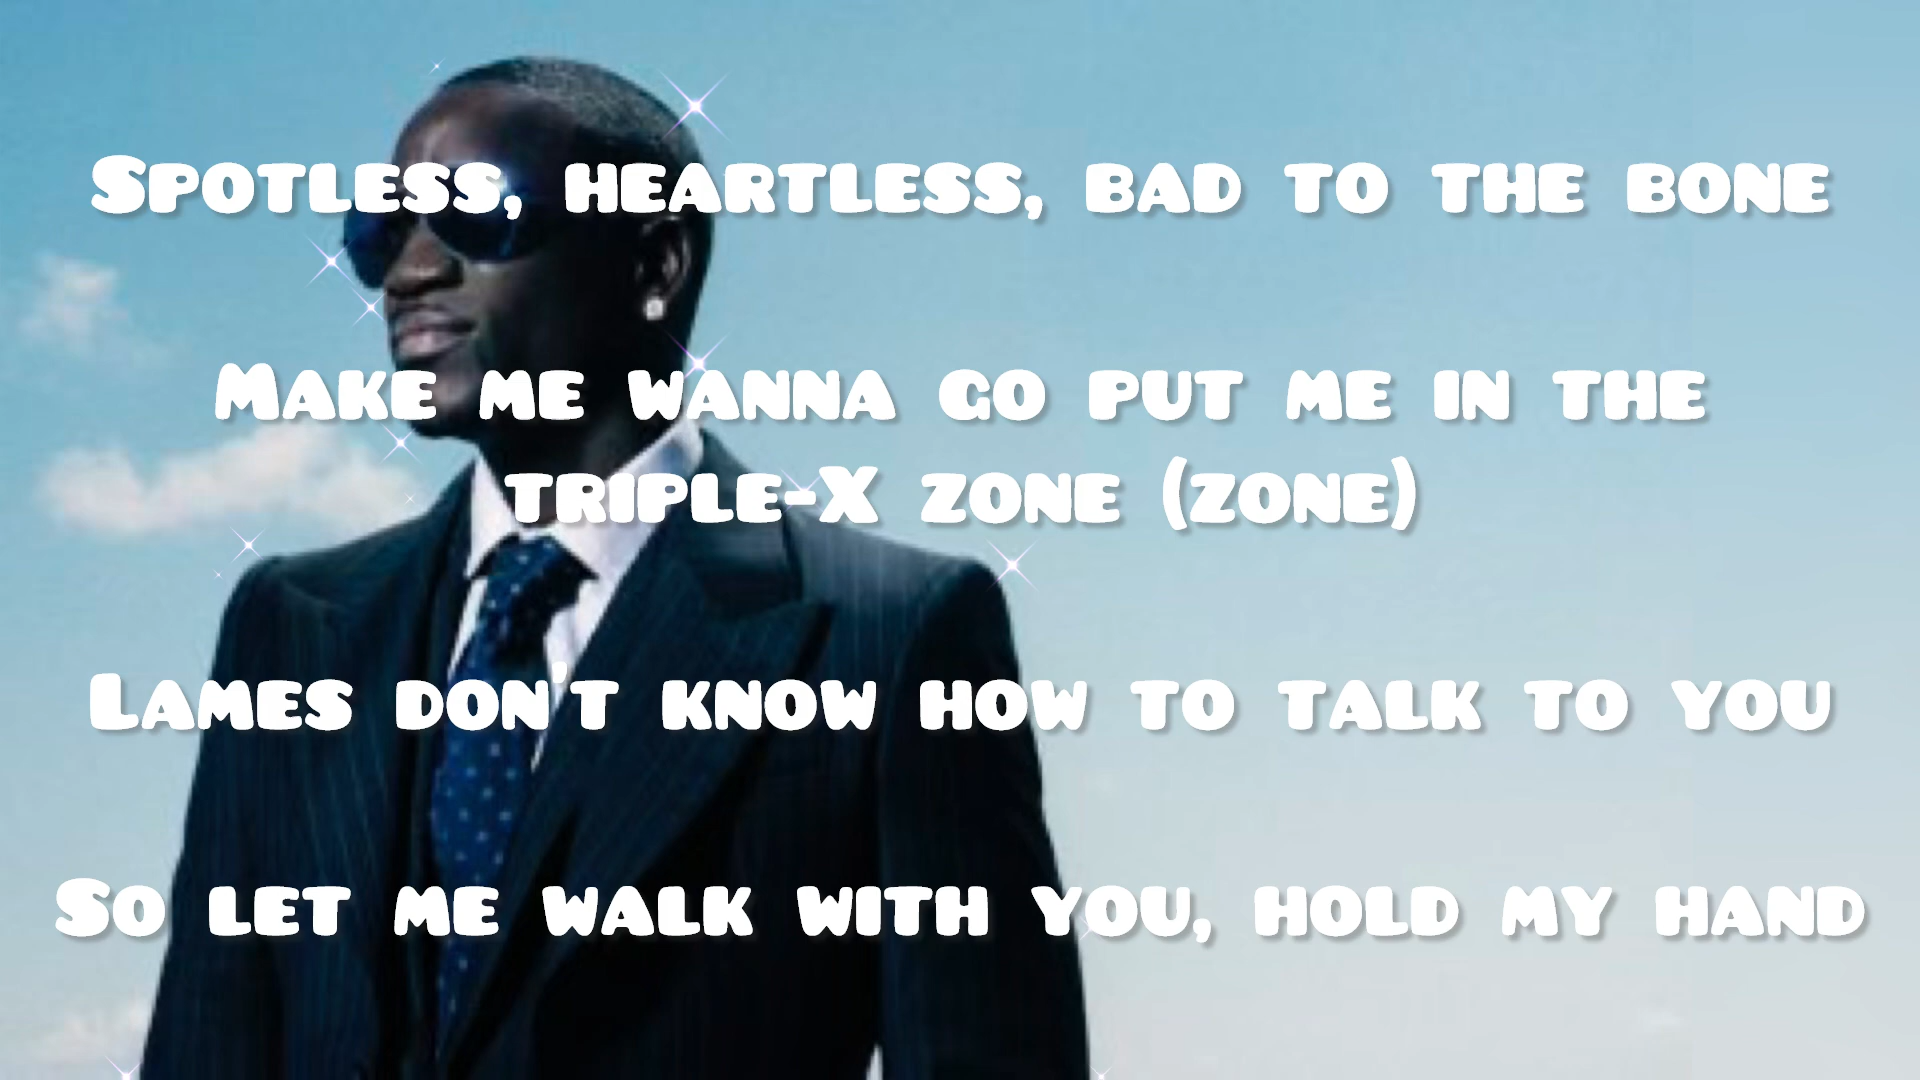 Spotless, heartless, bad to the bone
Make me wanna go put me in the
triple-X zone (zone)
Lames don't know how to talk to you
So let me walk with you, hold my hand